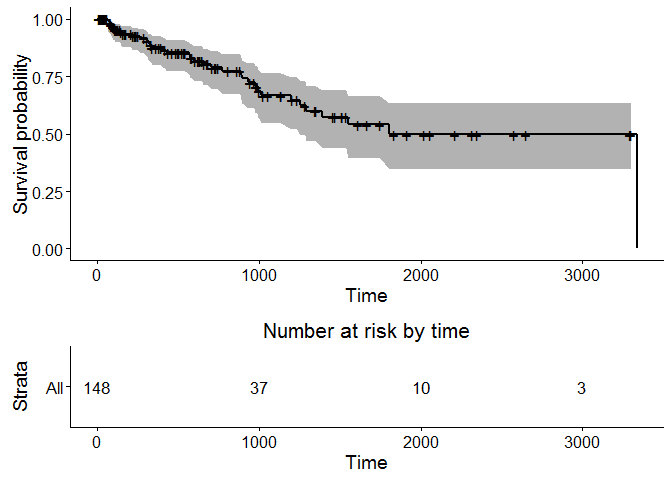 Survival probability
1.00
0.75
0.50
0.25
0.00
0 1000 2000 3000
Time
Number at risk by time
Strata
All 148 37 10 3
0 1000 2000 3000
Time